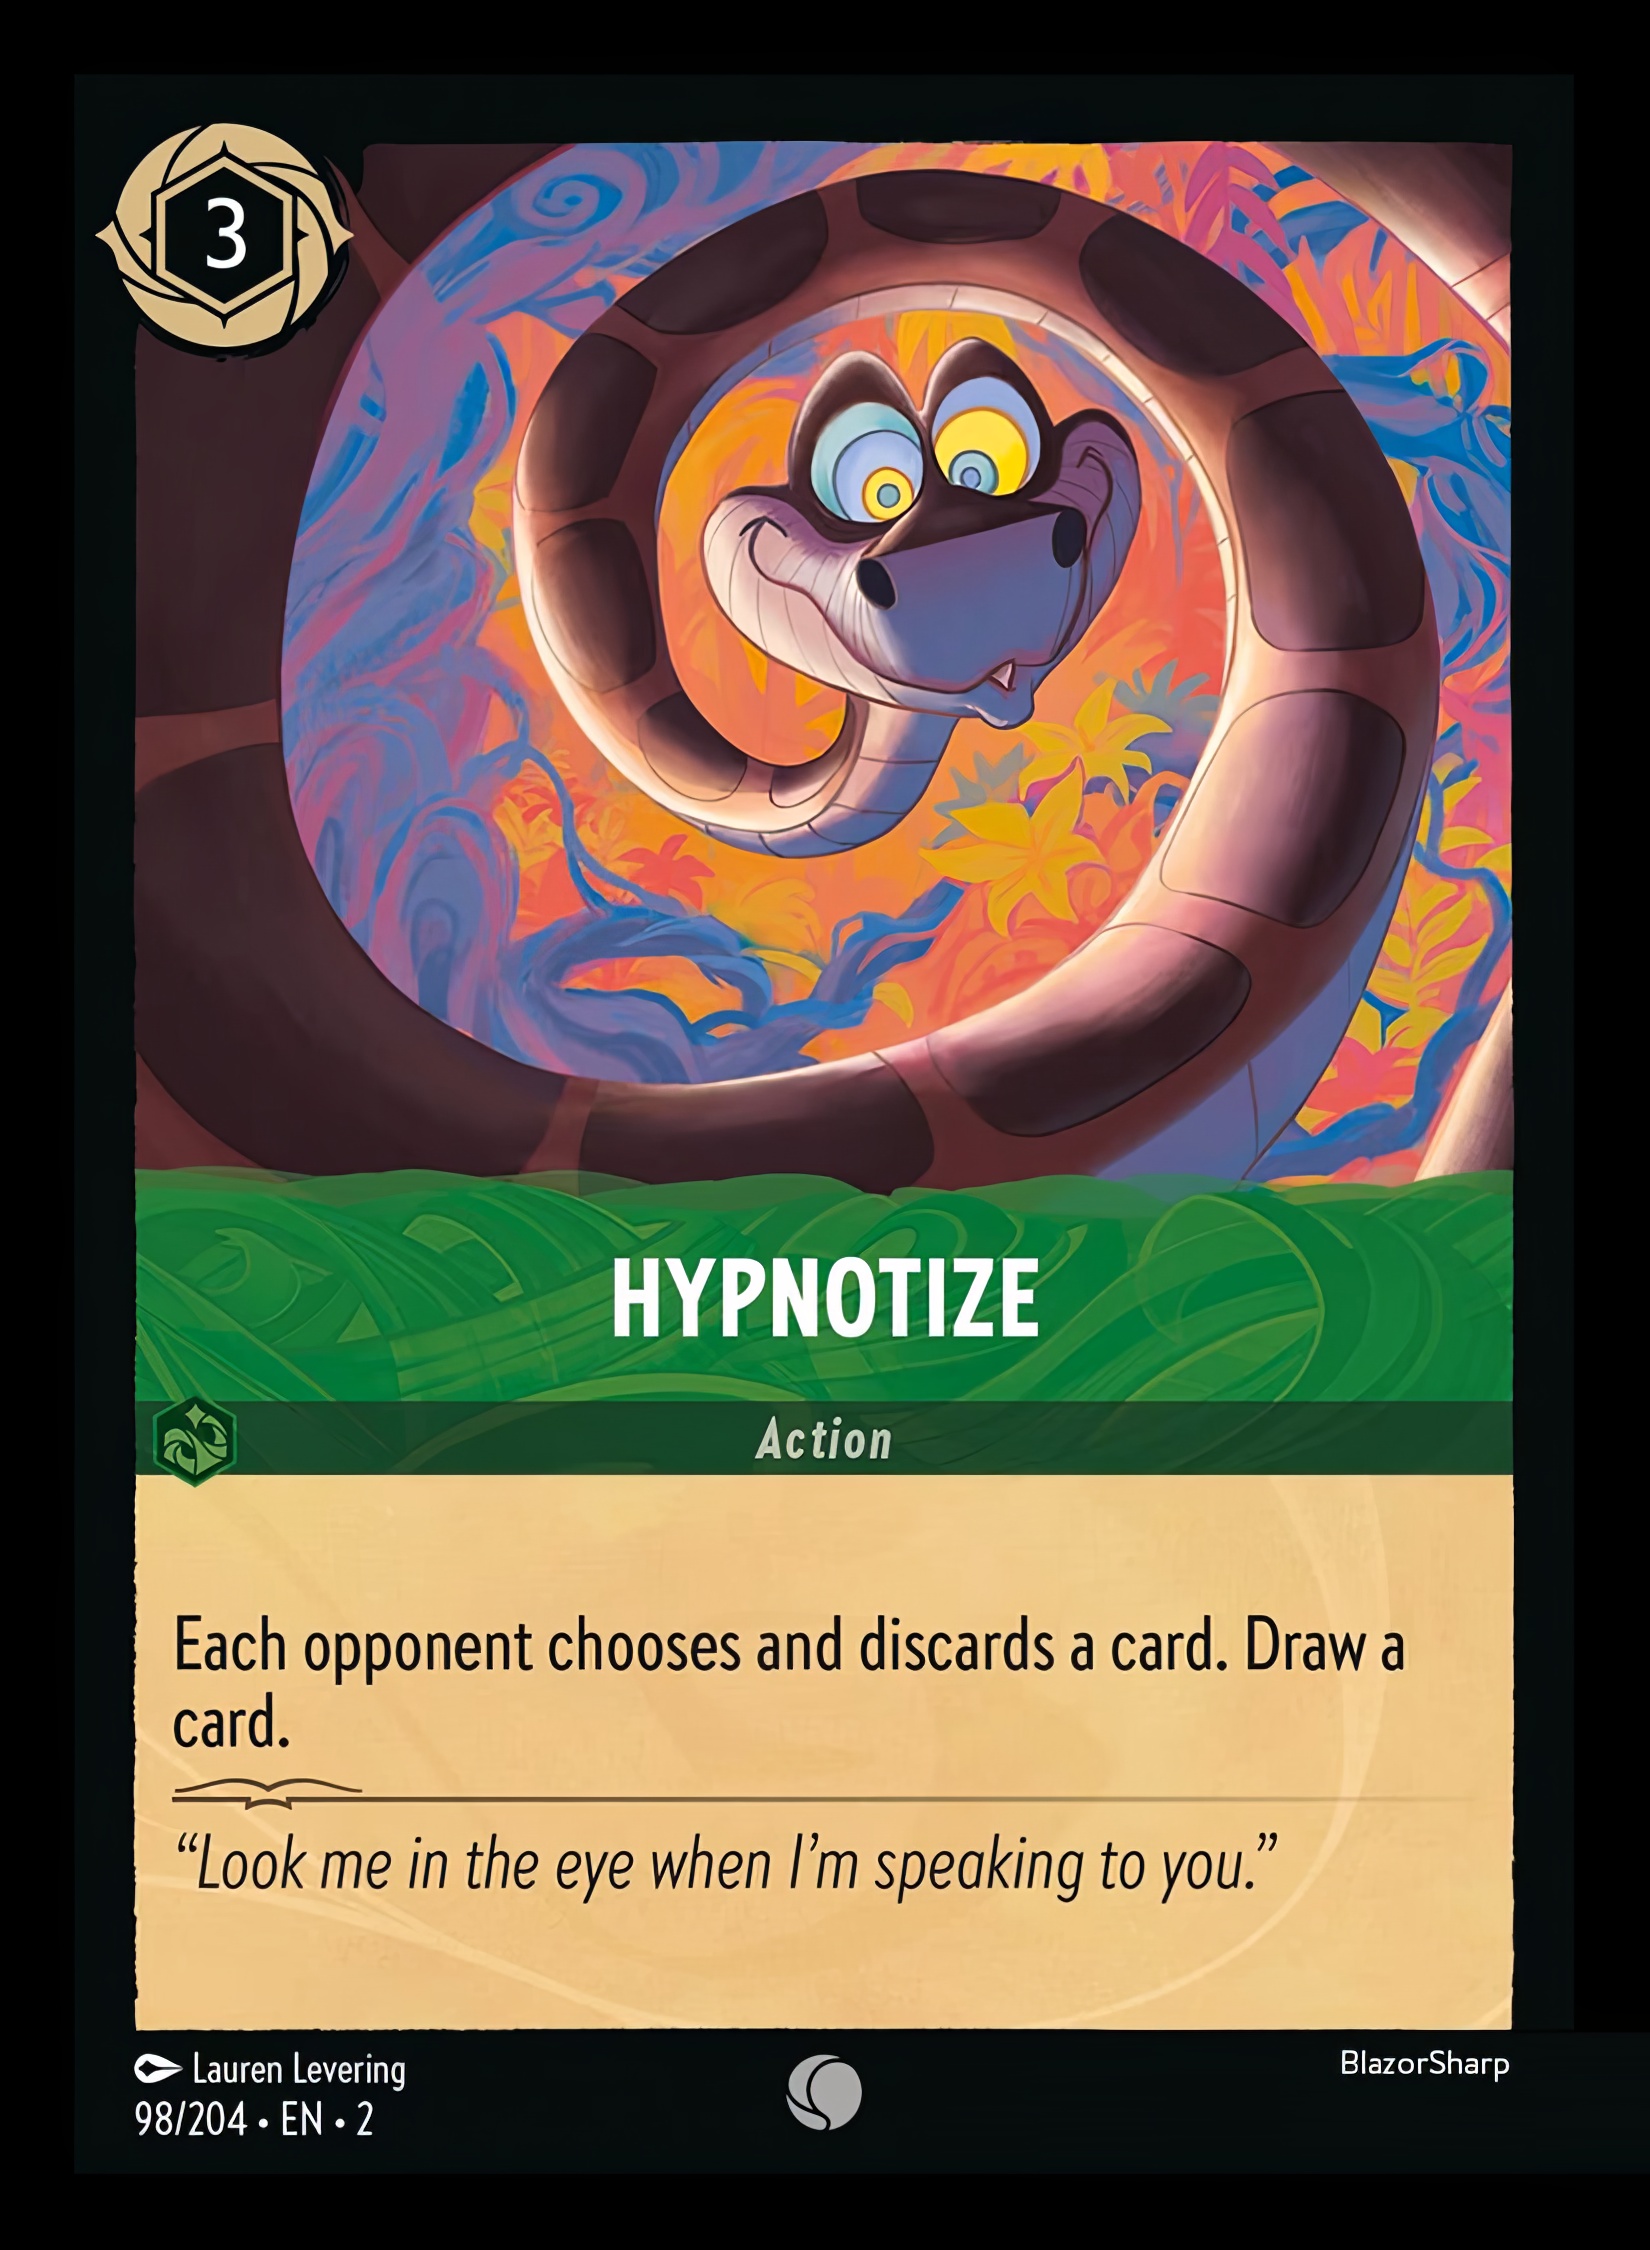 3
HYPNOTIZE
Action
Each opponent chooses and discards a card. Draw a
card.
“Look me in the eye when I’m speaking to you.”
Lauren Levering
BlazorSharp
98/204 • EN • 2